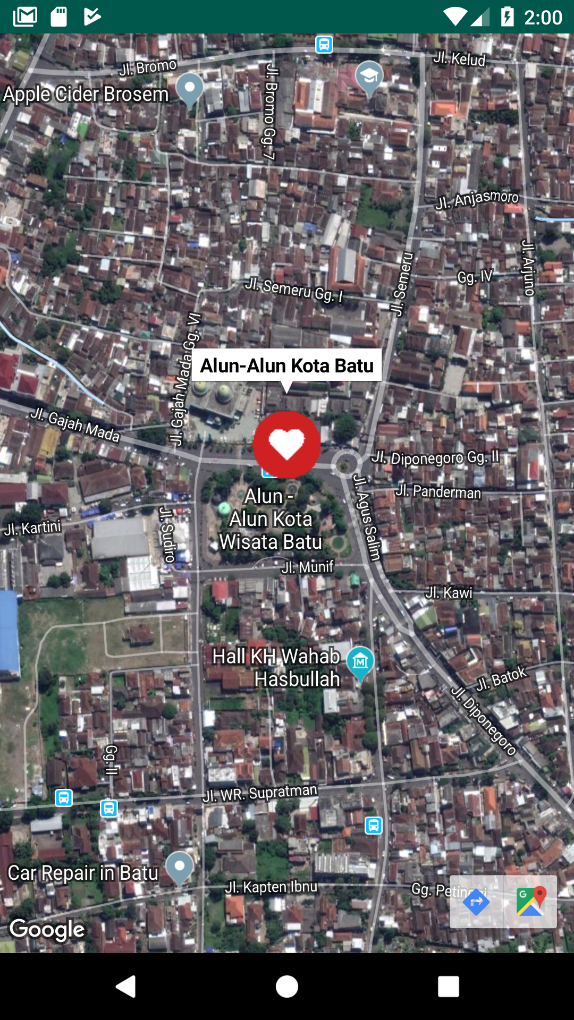 2:00
Jl. Bromo
Jl. Kelud
Apple Cider Brosem
Jl. Bromo Gg. 7
Jl. Anjasmoro
Jl. Semeru
Jl. Arjuno
Gg. IV
Jl. Semeru Gg. I
Jl. Gajah Mada Gg. VI
Alun-Alun Kota Batu
Jl. Gajah Mada
Jl. Diponegoro Gg. II
Jl. Panderman
Alun -
Alun Kota
Wisata Batu
Jl. Agus Salim
Jl. Kartini
Jl. Sudiro
Jl. Munif
Jl. Kawi
Hall KH Wahab
Hasbullah
Jl. Batok
Jl. Diponegoro
Gg. II
Jl. WR. Supratman
Car Repair in Batu
Jl. Kapten Ibnu
Gg.
G
Google